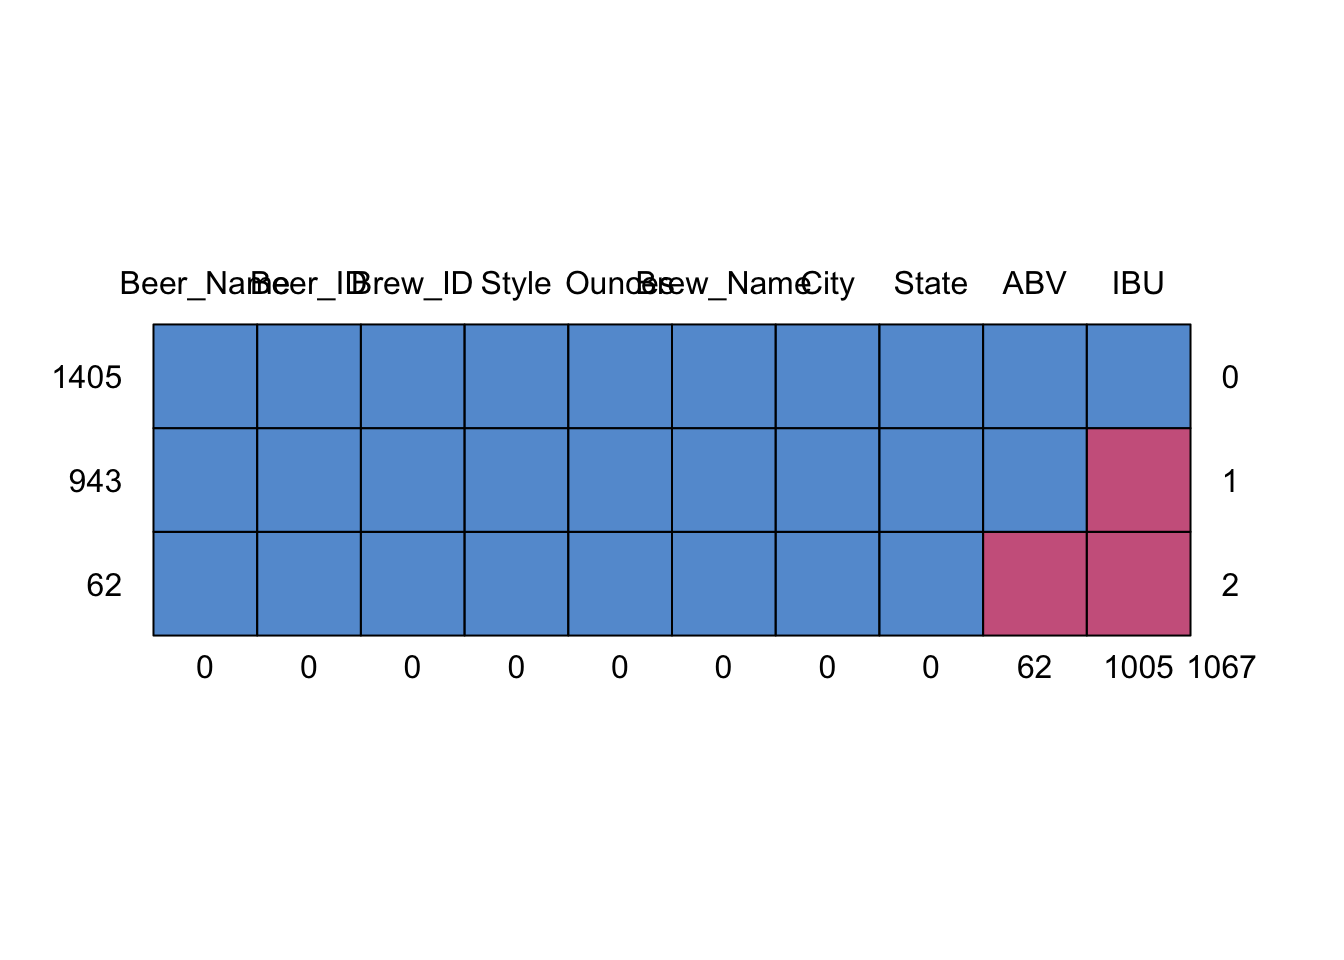 Beer_Name Beer_ID Brew_ID Style Ounces Brew_Name City State ABV IBU
1405 0
943 1
62 2
0 0 0 0 0 0 0 0 62 1005 1067